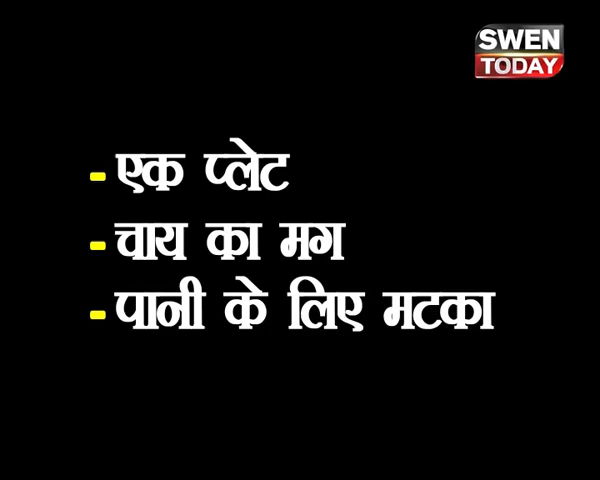 SWEN
TODAY
- एक प्लेट
- चाय का मग
- पानी के लिए मटका